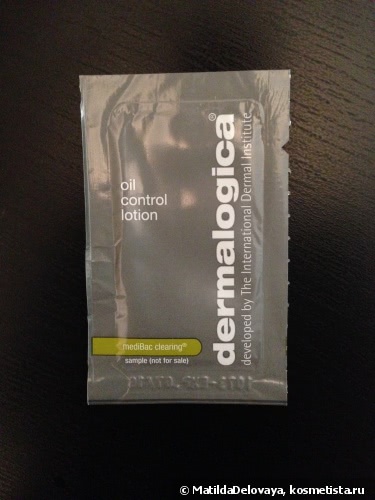 oil
control
lotion
dermalogica®
developed by The International Dermal Institute
mediBac clearing®
sample (not for sale)
© MatildaDelovaya, kosmetista.ru